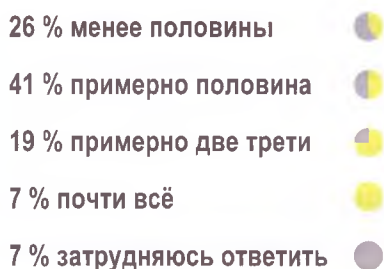 26 % менее половины
41 % примерно половина
19 % примерно две трети
7 % почти всё
7 % затрудняюсь ответить